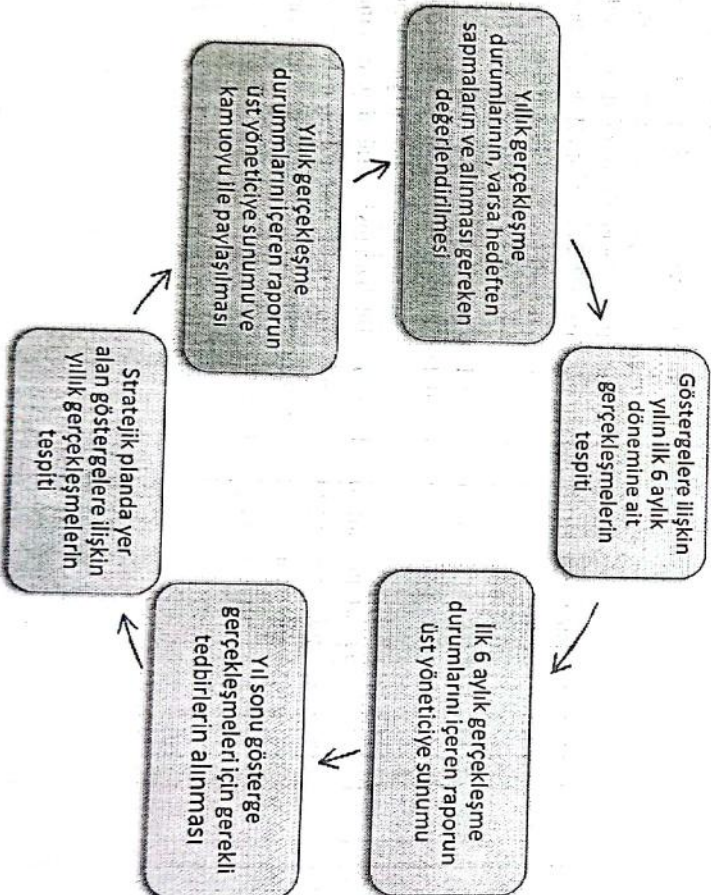 Göstergelere ilişkin
yılın ilk 6 aylık
dönemine ait
gerçekleşmelerin
tespiti
İlk 6 aylık gerçekleşme
durumlarını içeren raporun
üst yöneticiye sunumu
Yıl sonu gösterge
gerçekleşmeleri için gerekli
tedbirlerin alınması
Stratejik planda yer
alan göstergelere ilişkin
yıllık gerçekleşmelerin
tespiti
Yıllık gerçekleşme
durummlarını içeren raporun
üst yöneticiye sunumu ve
kamuoyu ile paylaşılması
Yıllık gerçekleşme
durumlarının, varsa hedeften
sapmaların ve alınması gereken
değerlendirilmesi